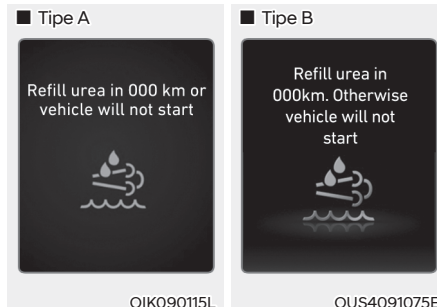 ■ Tipe A
Refill urea in 000 km or
vehicle will not start
OIK090115L
■ Tipe B
Refill urea in
000km. Otherwise
vehicle will not
start
OUS4091075F